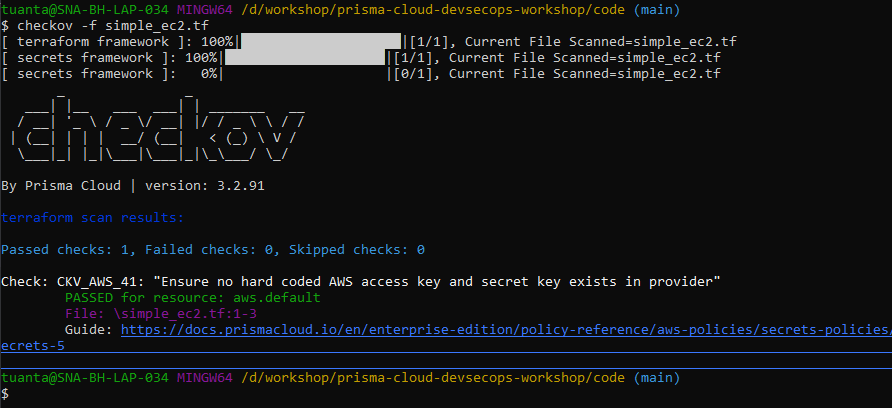 tuanta@SNA-BH-LAP-034 MINGW64 /d/workshop/prisma-cloud-devsecops-workshop/code (main)
$ checkov -f simple_ec2.tf
[ terraform framework ]: 100%|████████████████████|[1/1], Current File Scanned=simple_ec2.tf
[ secrets framework ]: 100%|████████████████████|[1/1], Current File Scanned=simple_ec2.tf
[ secrets framework ]:   0%|                    |[0/1], Current File Scanned=simple_ec2.tf
checkov
By Prisma Cloud | version: 3.2.91
terraform scan results:
Passed checks: 1, Failed checks: 0, Skipped checks: 0
Check: CKV_AWS_41: "Ensure no hard coded AWS access key and secret key exists in provider"
PASSED for resource: aws.default
File: \simple_ec2.tf:1-3
Guide: https://docs.prismacloud.io/en/enterprise-edition/policy-reference/aws-policies/secrets-policies/
ecrets-5
tuanta@SNA-BH-LAP-034 MINGW64 /d/workshop/prisma-cloud-devsecops-workshop/code (main)
$